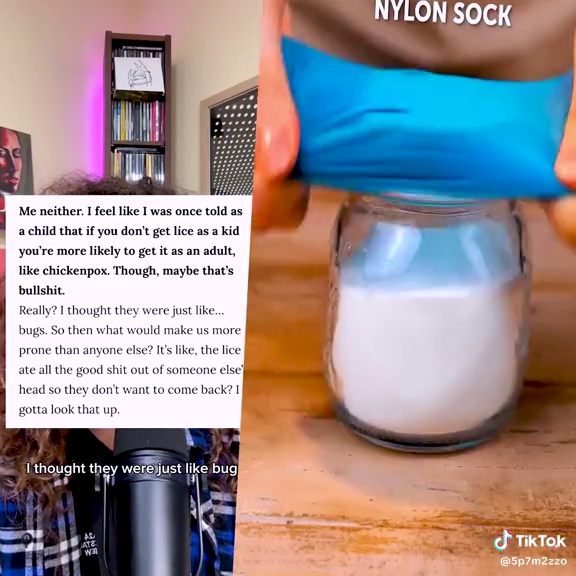 NYLON SOCK
Me neither. I feel like I was once told as
a child that if you don't get lice as a kid
you're more likely to get it as an adult,
like chickenpox. Though, maybe that's
bullshit.
Really? I thought they were just like...
bugs. So then what would make us more
prone than anyone else? It's like, the lice
ate all the good shit out of someone else'
head so they don't want to come back? I
gotta look that up.
I thought they were just like bug
TikTok
@5p7m2zzo